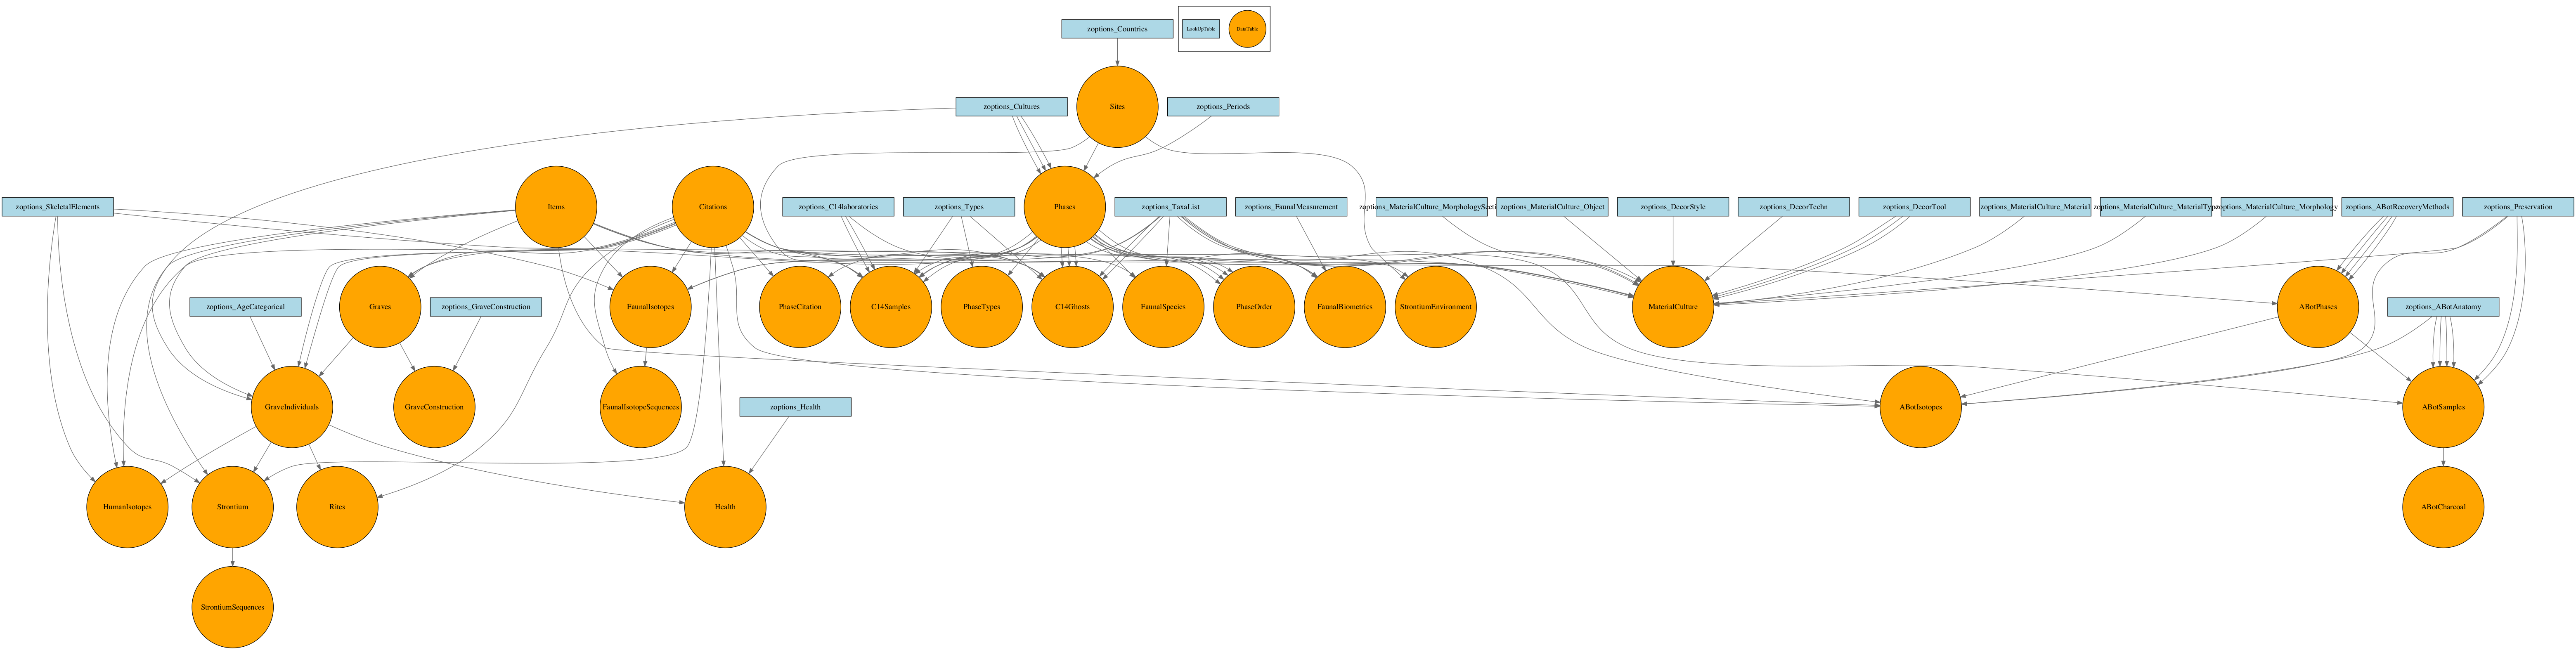 zoptions_Countries
LookUpTable
DataTable
zoptions_Cultures
Sites
zoptions_Periods
zoptions_SkeletalElements
Items
Citations
zoptions_C14laboratories
zoptions_Types
Phases
zoptions_TaxaList
zoptions_FaunalMeasurement
zoptions_MaterialCulture_MorphologySecti
zoptions_MaterialCulture_Object
zoptions_DecorStyle
zoptions_DecorTechn
zoptions_DecorTool
zoptions_MaterialCulture_Material
zoptions_MaterialCulture_MaterialType
zoptions_MaterialCulture_Morphology
zoptions_ABotRecoveryMethods
zoptions_Preservation
zoptions_AgeCategorical
Graves
zoptions_GraveConstruction
FaunalIsotopes
PhaseCitation
C14Samples
PhaseTypes
C14Ghosts
FaunalSpecies
PhaseOrder
FaunalBiometrics
StrontiumEnvironment
MaterialCulture
ABotPhases
zoptions_ABotAnatomy
GraveIndividuals
GraveConstruction
FaunalIsotopeSequences
zoptions_Health
ABotIsotopes
ABotSamples
HumanIsotopes
Strontium
Rites
Health
ABotCharcoal
StrontiumSequences